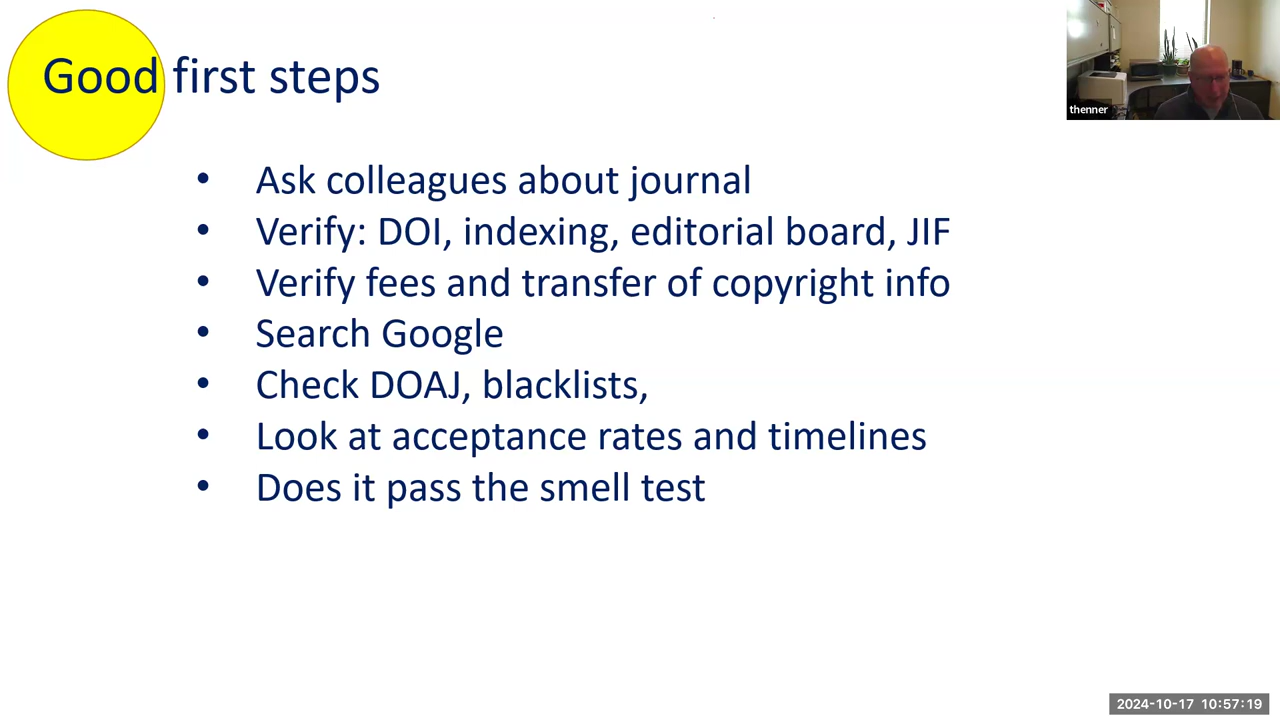 Good first steps
thenner
• Ask colleagues about journal
• Verify: DOI, indexing, editorial board, JIF
• Verify fees and transfer of copyright info
• Search Google
• Check DOAJ, blacklists,
• Look at acceptance rates and timelines
• Does it pass the smell test
2024-10-17 10:57:19